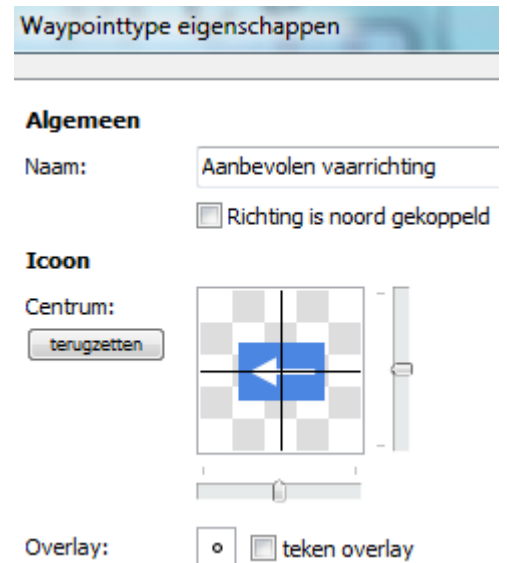 Waypointtype eigenschappen
Algemeen
Naam: Aanbevolen vaarrichting
Richting is noord gekoppeld
Icoon
Centrum:
terugzetten
Overlay: teken overlay